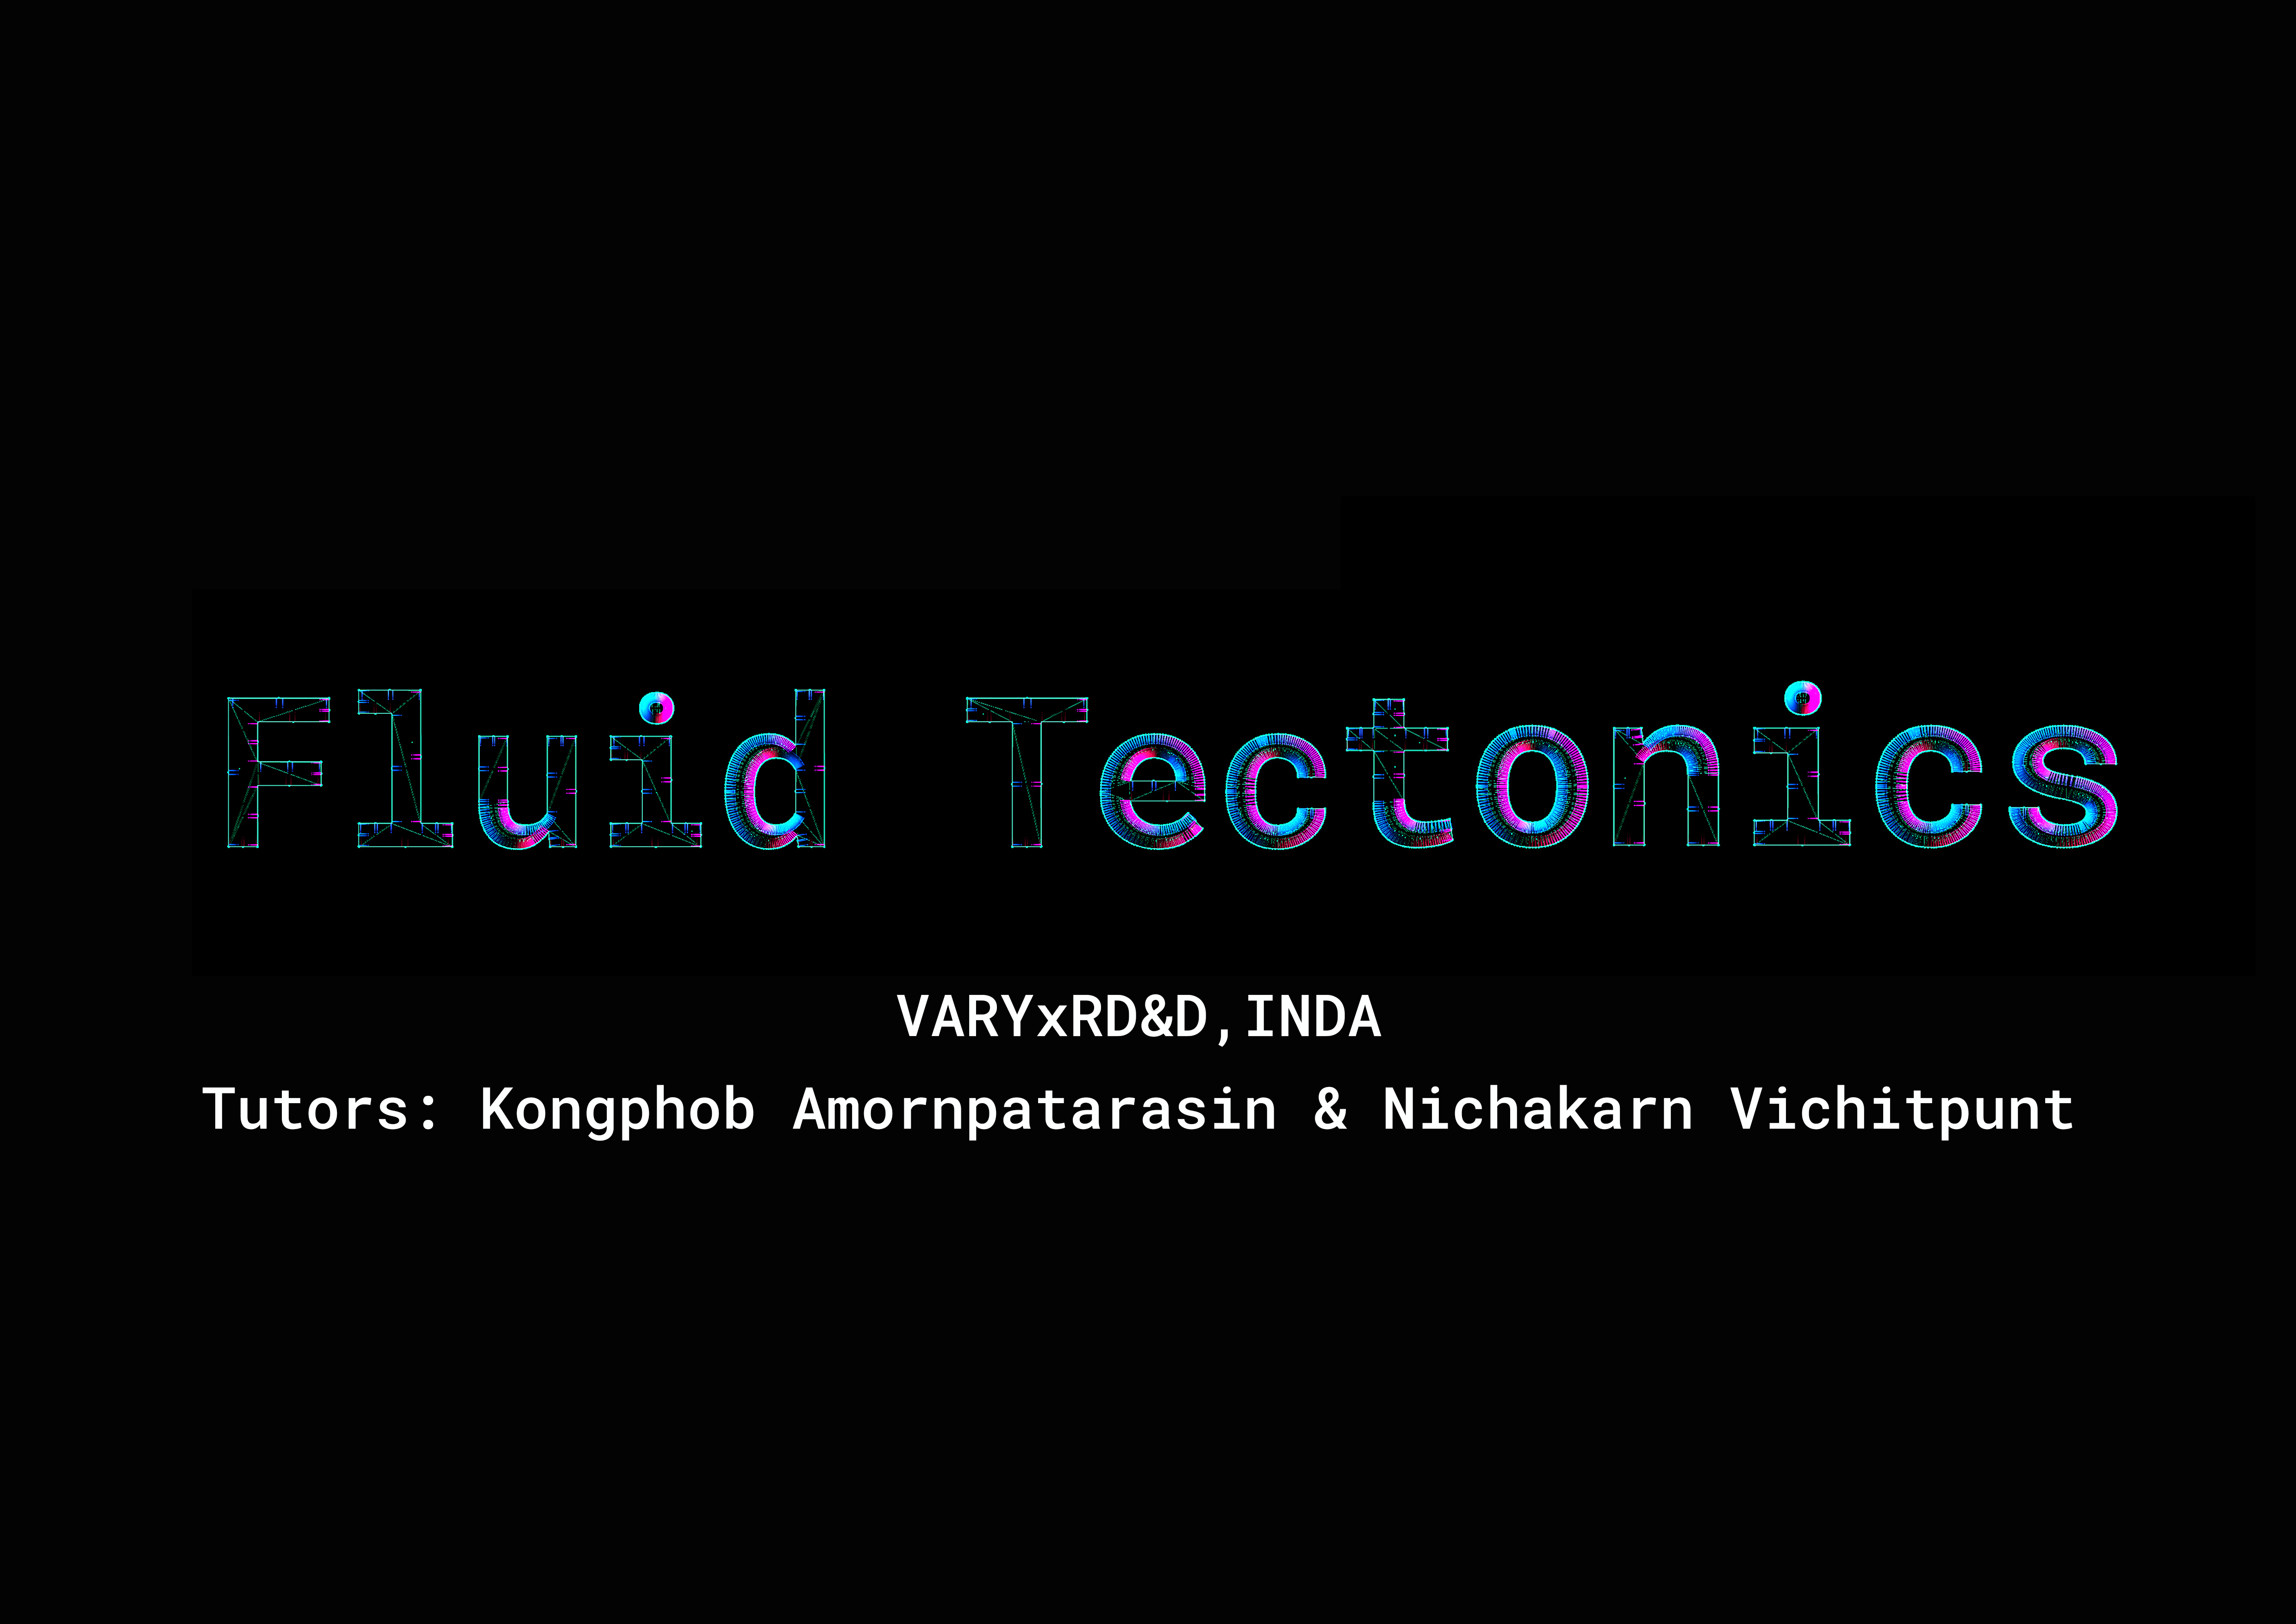 Fluid Tectonics
VARYxRD&D,INDA
Tutors: Kongphob Amornpatarasin & Nichakarn Vichitpunt